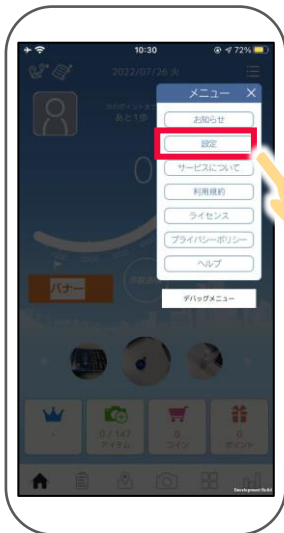 10:30
72%
2022/07/26 火
メニュー ×
あと1歩
お知らせ
設定
サービスについて
利用規約
ライセンス
プライバシーポリシー
ヘルプ
デバッグメニュー
0
バナー
-
0 / 147
アイテム
0
コイン
0
ポイント
Development Build